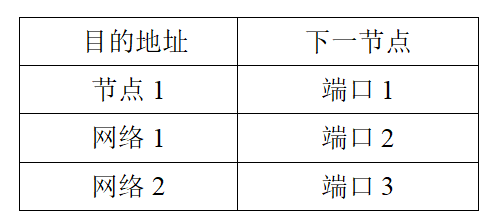 目的地址 下一节点
节点 1 端口 1
网络 1 端口 2
网络 2 端口 3